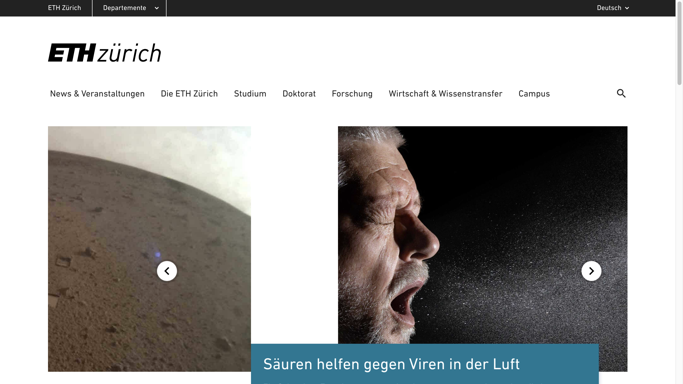 ETH Zürich
Departemente
Deutsch
ETH zürich
News & Veranstaltungen
Die ETH Zürich
Studium
Doktorat
Forschung
Wirtschaft & Wissenstransfer
Campus
Säuren helfen gegen Viren in der Luft